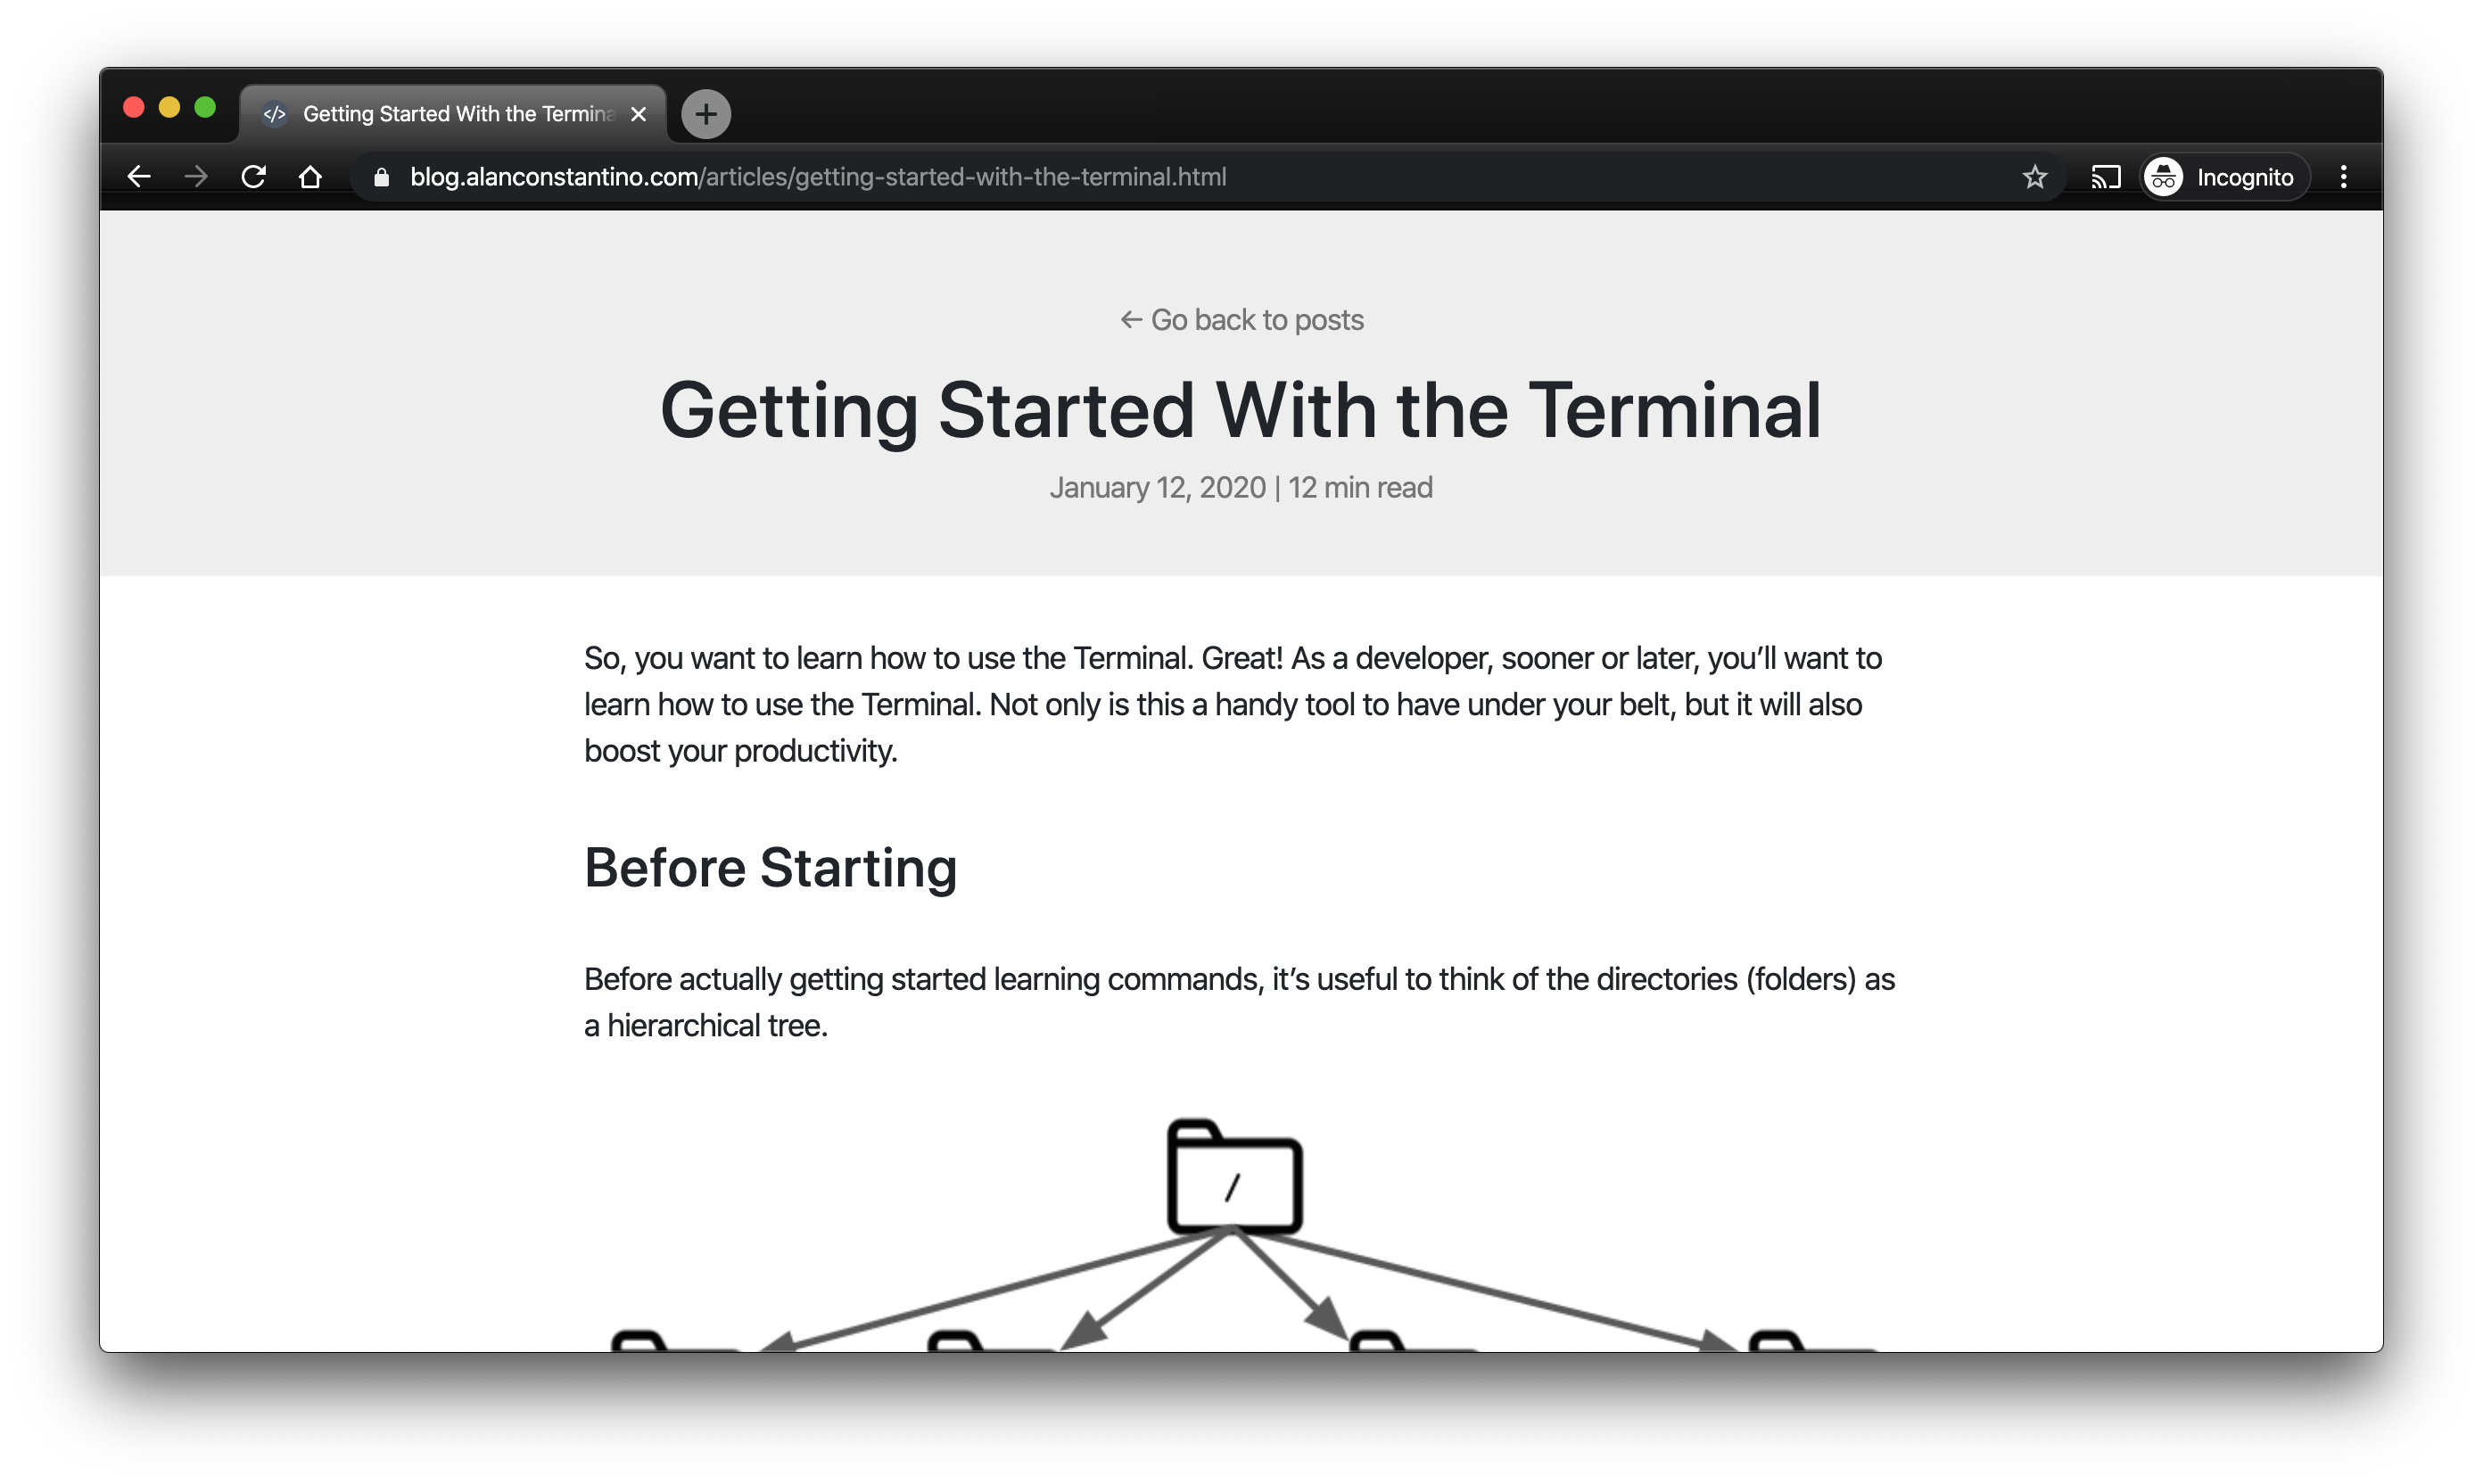 Getting Started With the Termina
blog.alanconstantino.com/articles/getting-started-with-the-terminal.html
Incognito
← Go back to posts
Getting Started With the Terminal
January 12, 2020 | 12 min read
So, you want to learn how to use the Terminal. Great! As a developer, sooner or later, you’ll want to
learn how to use the Terminal. Not only is this a handy tool to have under your belt, but it will also
boost your productivity.
Before Starting
Before actually getting started learning commands, it’s useful to think of the directories (folders) as
a hierarchical tree.
/